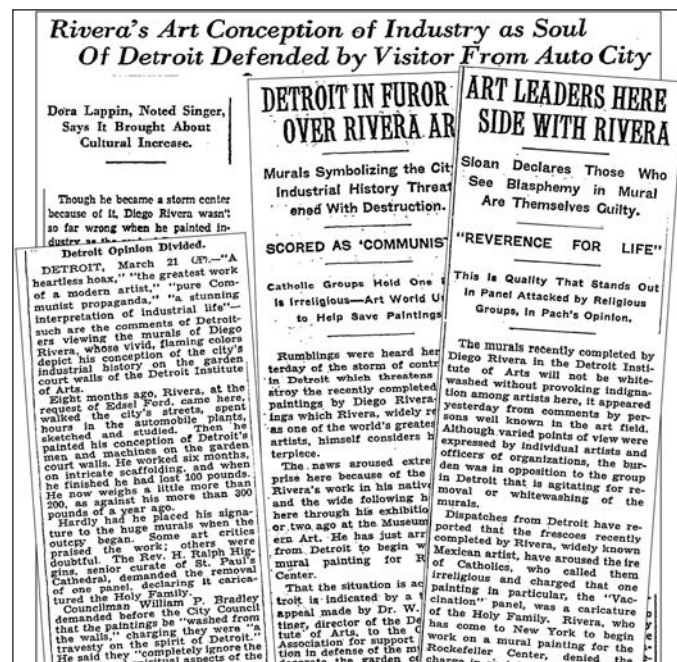 Rivera's Art Conception of Industry as Soul
Of Detroit Defended by Visitor From Auto City
Dora Lappin, Noted Singer,
Says It Brought About
Cultural Increase.
Though he became a storm center
because of it, Diego Rivera wasn't
so far wrong when he painted in-
Detroit Opinion Divided.
DETROIT, March 21 (AP).—"A
heartless hoax," "the greatest work
of a modern artist," "pure Com-
munist propaganda," "a stunning
interpretation of industrial life"—
such are the comments of Detroit-
ers viewing the murals of Diego
Rivera, whose vivid, flaming colors
depict his conception of the city's
industrial history on the garden
court walls of the Detroit Institute
of Arts.
Eight months ago, Rivera, at the
request of Edsel Ford, came here,
walked the city's streets, spent
hours in the automobile plants,
sketched and studied. Then he
painted his conception of Detroit's
men and machines on the garden
court walls. He worked six months,
on intricate scaffolding, and when
he finished he had lost 100 pounds.
He now weighs a little more than
200, as against his more than 300
pounds of a year ago.
Hardly had he placed his signa-
ture to the huge murals when the
outcry began. Some art critics
praised the work; others were
doubtful. The Rev. H. Ralph Hig-
gins, senior curate of St. Paul's
Cathedral, demanded the removal
of one panel, declaring it carica-
tured the Holy Family.
Councilman William P. Bradley
demanded before the City Council
that the paintings be "washed from
the walls," charging they were "a
travesty on the spirit of Detroit."
He said they "completely ignore the
spiritual aspects of the
DETROIT IN FUROR
OVER RIVERA AR
Murals Symbolizing the Cit
Industrial History Threat
ened With Destruction.
SCORED AS 'COMMUNIS
Catholic Groups Hold One
is Irreligious—Art World U
to Help Save Paintings
Rumblings were heard her
terday of the storm of contr
in Detroit which threatens
stroy the recently completed
paintings by Diego Rivera
ings which Rivera, widely r
as one of the world's greates
artists, himself considers h
terpiece.
The news aroused extre
prise here because of the
Rivera's work in his native
and the wide following h
here through his exhibitio
or two ago at the Museum
ern Art. He has just arr
from Detroit to begin w
mural painting for R
Center.
That the situation is ac
troit is indicated by a t
appeal made by Dr. W.
tiner, director of the De
tute of Arts, to the
Association for support
tion in defense of the m
decorate the garden co
ART LEADERS HERE
SIDE WITH RIVERA
Sloan Declares Those Who
See Blasphemy in Mural
Are Themselves Guilty.
"REVERENCE FOR LIFE"
This Is Quality That Stands Out
in Panel Attacked by Religious
Groups, In Pach's Opinion.
The murals recently completed by
Diego Rivera in the Detroit Insti-
tute of Arts will not be white-
washed without provoking indigna-
tion among artists here, it appeared
yesterday from comments by per-
sons well known in the art field.
Although varied points of view were
expressed by individual artists and
officers of organizations, the bur-
den was in opposition to the group
in Detroit that is agitating for re-
moval or whitewashing of the
murals.
Dispatches from Detroit have re-
ported that the frescoes recently
completed by Rivera, widely known
Mexican artist, have aroused the ire
of Catholics, who called them
irreligious and charged that one
painting in particular, the "Vac-
cination" panel, was a caricature
of the Holy Family. Rivera, who
has come to New York to begin
work on a mural painting for the
Rockefeller Center, denied